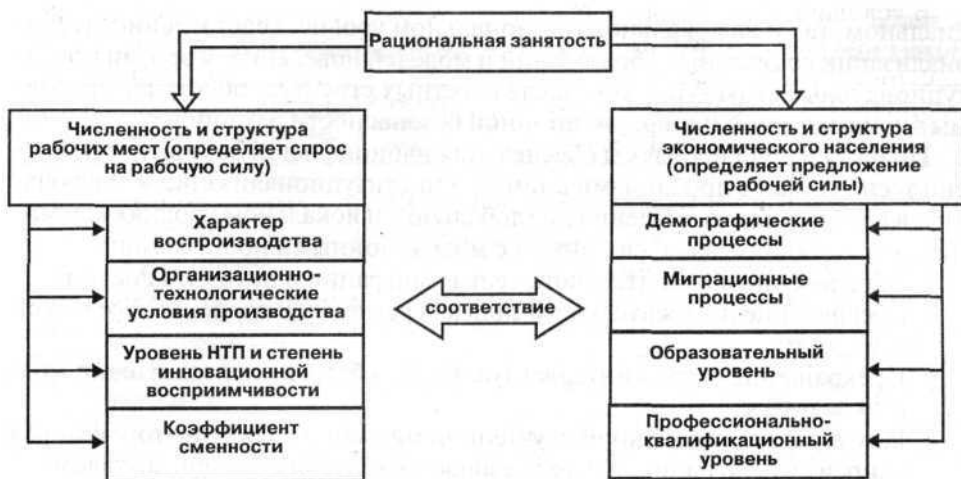 Рациональная занятость
Численность и структура
рабочих мест (определяет спрос
на рабочую силу)
Характер
воспроизводства
Организационно-
технологические
условия производства
Уровень НТП и степень
инновационной
восприимчивости
Коэффициент
сменности
соответствие
Численность и структура
экономического населения
(определяет предложение
рабочей силы)
Демографические
процессы
Миграционные
процессы
Образовательный
уровень
Профессионально-
квалификационный
уровень